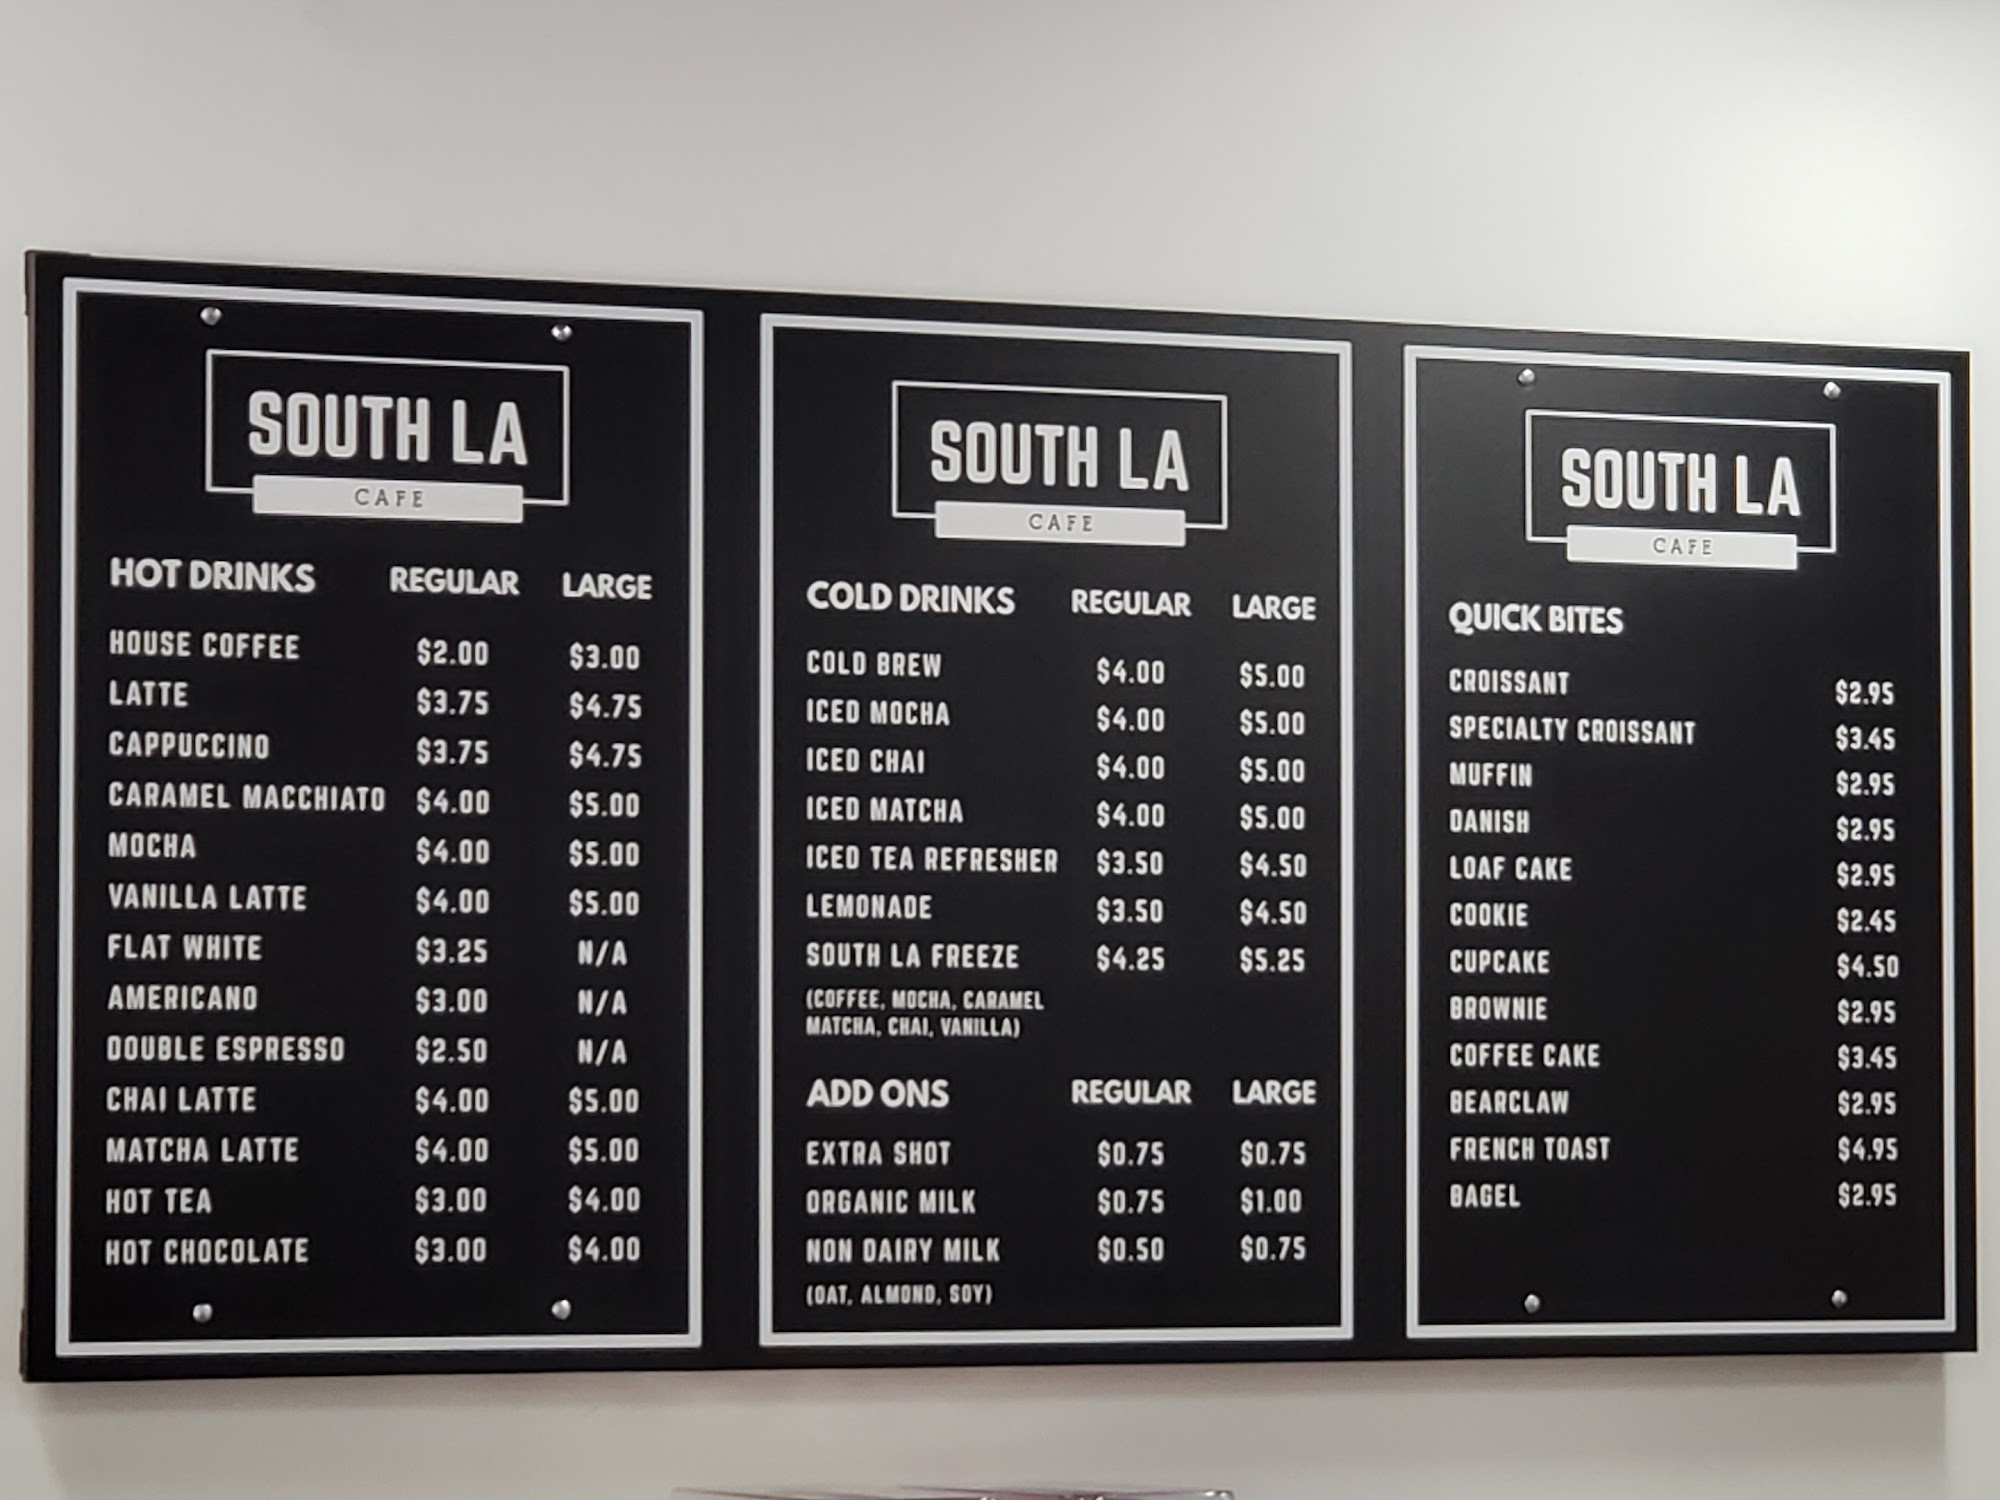 SOUTH LA
CAFE
HOT DRINKS REGULAR LARGE
HOUSE COFFEE $2.00 $3.00
LATTE $3.75 $4.75
CAPPUCCINO $3.75 $4.75
CARAMEL MACCHIATO $4.00 $5.00
MOCHA $4.00 $5.00
VANILLA LATTE $4.00 $5.00
FLAT WHITE $3.25 N/A
AMERICANO $3.00 N/A
DOUBLE ESPRESSO $2.50 N/A
CHAI LATTE $4.00 $5.00
MATCHA LATTE $4.00 $5.00
HOT TEA $3.00 $4.00
HOT CHOCOLATE $3.00 $4.00
SOUTH LA
CAFE
COLD DRINKS REGULAR LARGE
COLD BREW $4.00 $5.00
ICED MOCHA $4.00 $5.00
ICED CHAI $4.00 $5.00
ICED MATCHA $4.00 $5.00
ICED TEA REFRESHER $3.50 $4.50
LEMONADE $3.50 $4.50
SOUTH LA FREEZE $4.25 $5.25
(COFFEE, MOCHA, CARAMEL
MATCHA, CHAI, VANILLA)
ADD ONS REGULAR LARGE
EXTRA SHOT $0.75 $0.75
ORGANIC MILK $0.75 $1.00
NON DAIRY MILK $0.50 $0.75
(OAT, ALMOND, SOY)
SOUTH LA
CAFE
QUICK BITES
CROISSANT $2.95
SPECIALTY CROISSANT $3.45
MUFFIN $2.95
DANISH $2.95
LOAF CAKE $2.95
COOKIE $2.45
CUPCAKE $4.50
BROWNIE $2.95
COFFEE CAKE $3.45
BEARCLAW $2.95
FRENCH TOAST $4.95
BAGEL $2.95